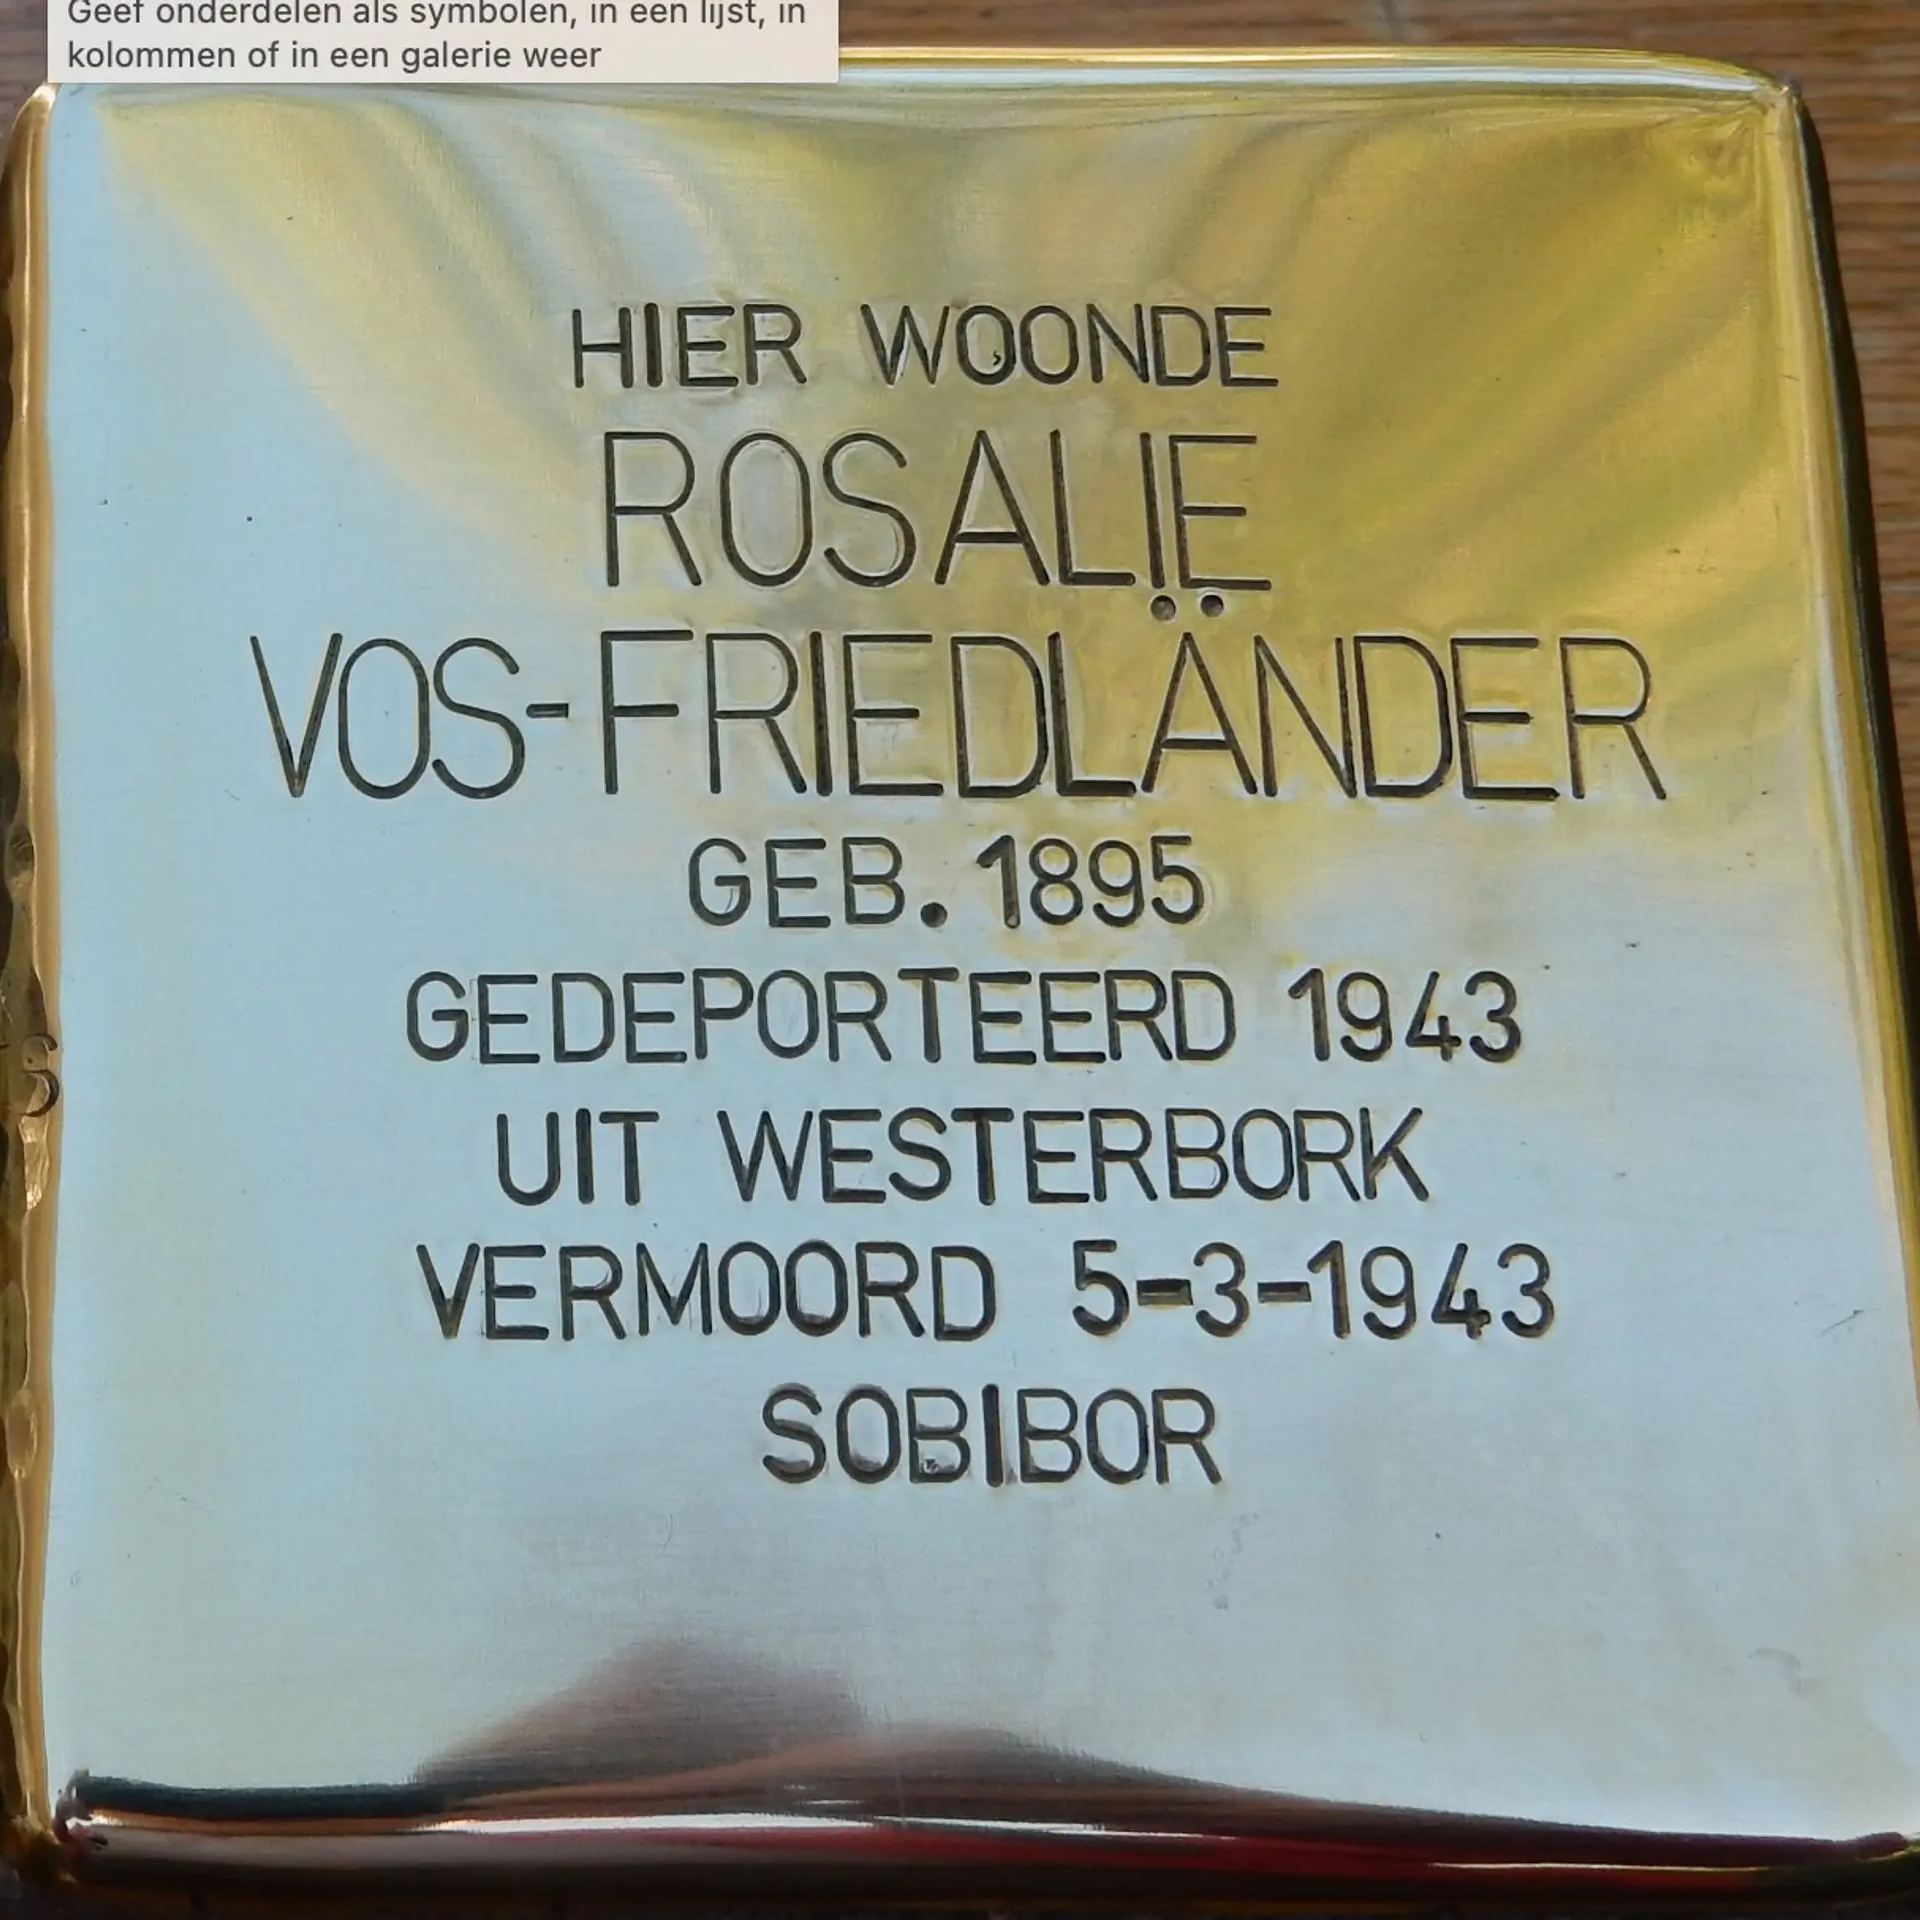 Geef onderdelen als symbolen, in een lijst, in
kolommen of in een galerie weer
HIER WOONDE
ROSALIE
VOS-FRIEDLÄNDER
GEB. 1895
GEDEPORTEERD 1943
UIT WESTERBORK
VERMOORD 5-3-1943
SOBIBOR
S